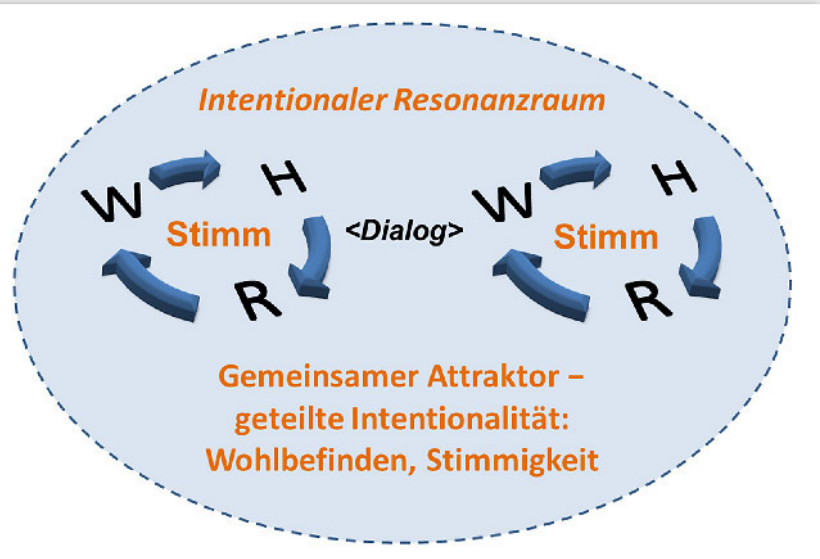 Intentionaler Resonanzraum
W H
Stimm
R
<Dialog>
W H
Stimm
R
Gemeinsamer Attraktor –
geteilte Intentionalität:
Wohlbefinden, Stimmigkeit